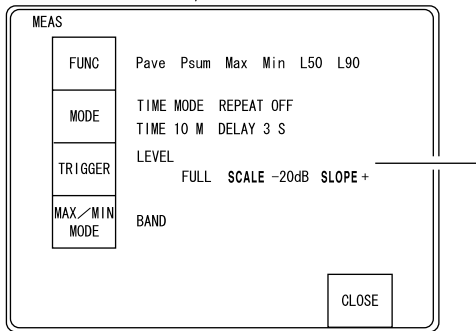 MEAS
FUNC Pave Psum Max Min L50 L90
MODE TIME MODE REPEAT OFF
TIME 10 M DELAY 3 S
TRIGGER LEVEL
FULL SCALE -20dB SLOPE +
MAX/MIN MODE BAND
CLOSE